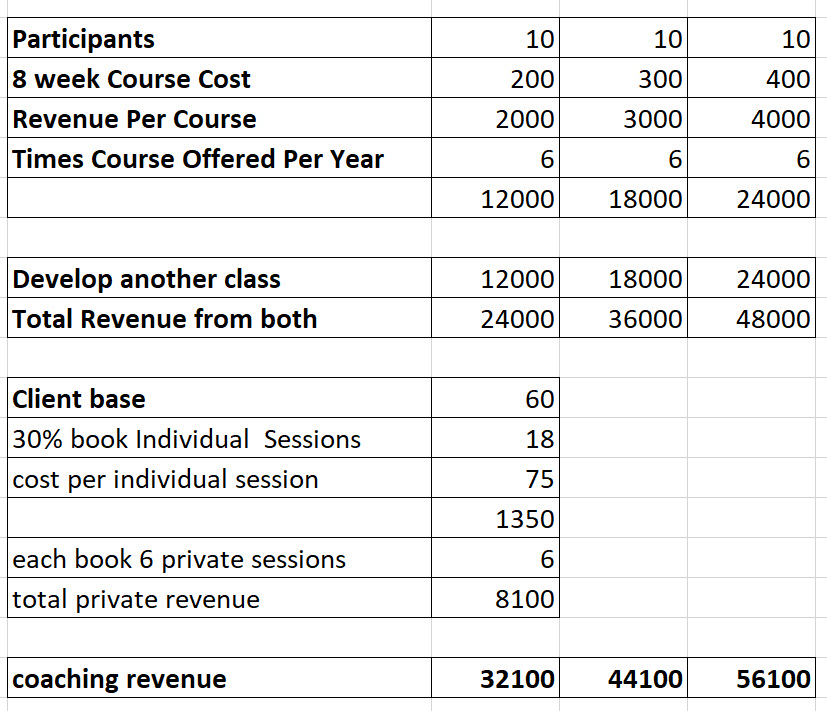 Participants 10 10 10
8 week Course Cost 200 300 400
Revenue Per Course 2000 3000 4000
Times Course Offered Per Year 6 6 6
12000 18000 24000
Develop another class 12000 18000 24000
Total Revenue from both 24000 36000 48000
Client base 60
30% book Individual  Sessions 18
cost per individual session 75
1350
each book 6 private sessions 6
total private revenue 8100
coaching revenue 32100 44100 56100